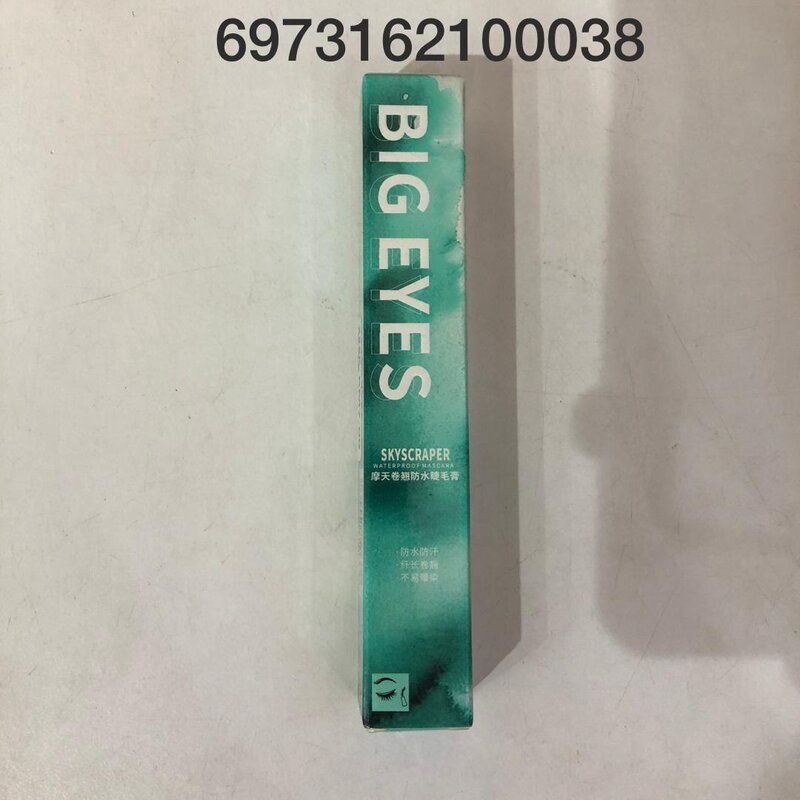 6973162100038
BIG EYES
SKYSCRAPER
WATERPROOF MASCARA
摩天卷翘防水睫毛膏
·防水防汗
·纤长卷翘
·不易晕染